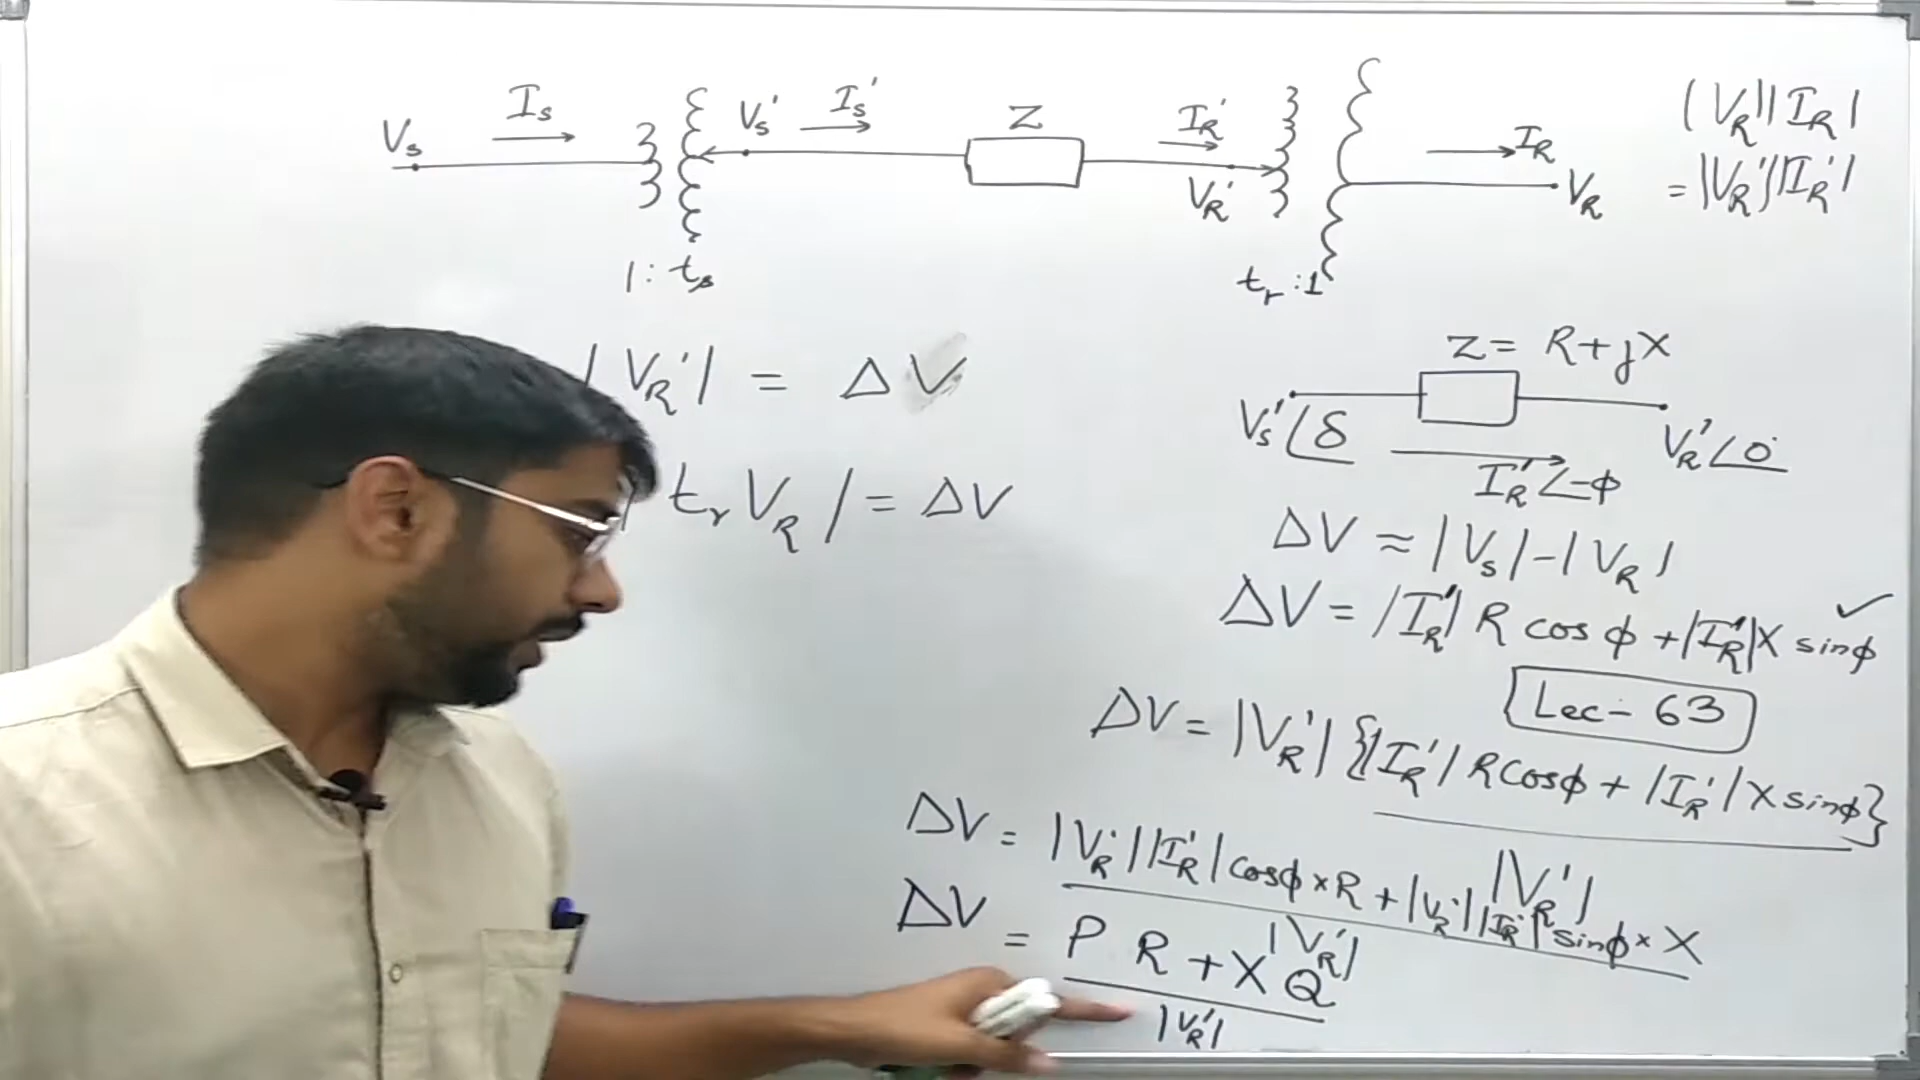 Vs Is Vs' Is' Z IR' VR' IR VR
1 : ts
tr : 1
|VR||IR|
= |VR'||IR'|
|VR'| = ΔV
tr VR | = ΔV
Z = R + jX
Vs'∠δ VR'∠0°
IR'∠-φ
ΔV ≈ |Vs| - |VR|
ΔV = |IR'| R cos φ + |IR'| X sin φ ✓
Lec- 63
ΔV = |VR'| {|IR'| R cos φ + |IR'| X sin φ}
|VR'|
ΔV = |VR'||IR'| cos φ × R + |VR'||IR'| sin φ × X
|VR'|
ΔV = P R + X Q
|VR'|